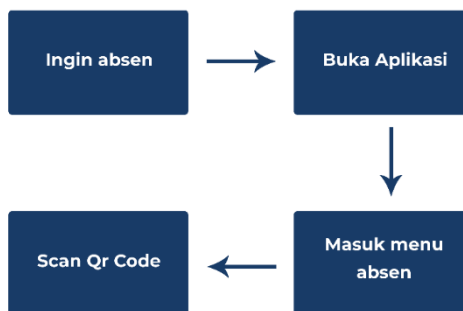 Ingin absen
Buka Aplikasi
Masuk menu
absen
Scan Qr Code